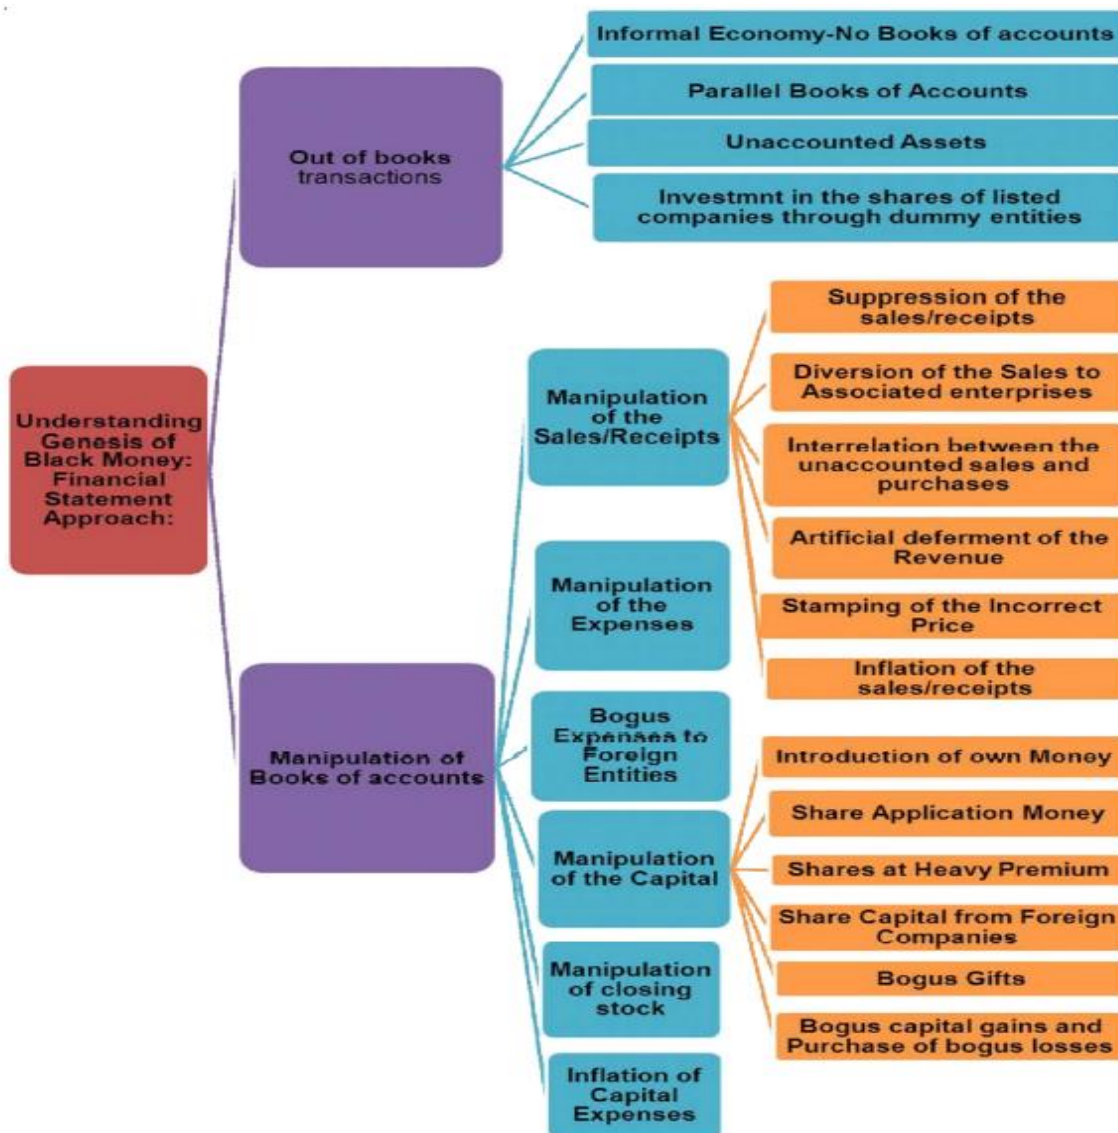 Understanding
Genesis of
Black Money:
Financial
Statement
Approach:
Out of books
transactions
Informal Economy-No Books of accounts
Parallel Books of Accounts
Unaccounted Assets
Investmnt in the shares of listed
companies through dummy entities
Manipulation of
Books of accounts
Manipulation
of the
Sales/Receipts
Suppression of the
sales/receipts
Diversion of the Sales to
Associated enterprises
Interrelation between the
unaccounted sales and
purchases
Artificial deferment of the
Revenue
Stamping of the Incorrect
Price
Inflation of the
sales/receipts
Manipulation
of the
Expenses
Bogus
Expenses to
Foreign
Entities
Manipulation
of the Capital
Introduction of own Money
Share Application Money
Shares at Heavy Premium
Share Capital from Foreign
Companies
Bogus Gifts
Bogus capital gains and
Purchase of bogus losses
Manipulation
of closing
stock
Inflation of
Capital
Expenses